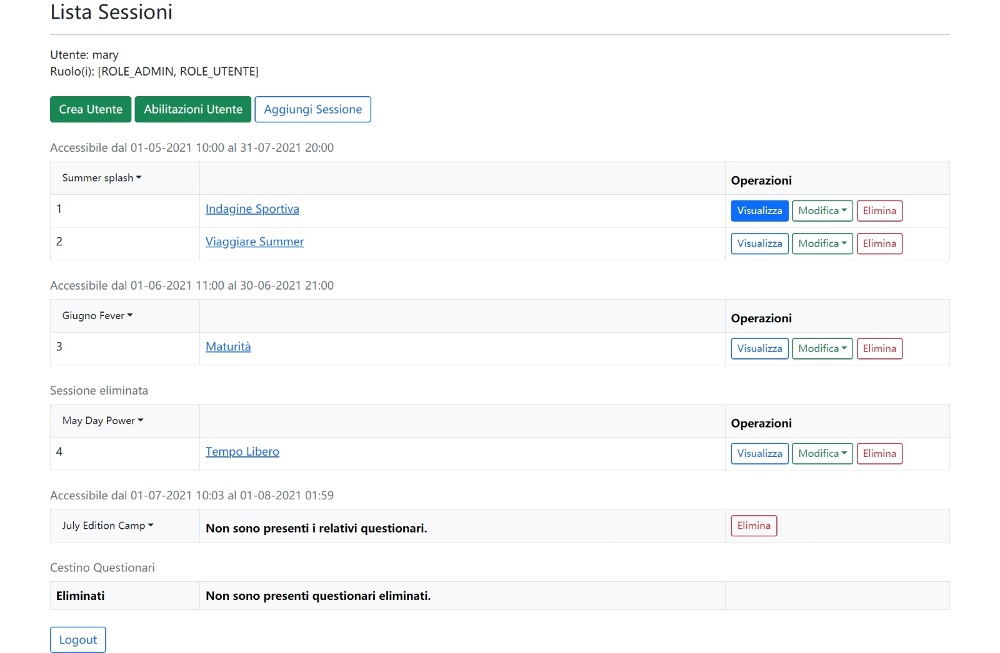 Lista Sessioni
Utente: mary
Ruolo(i): [ROLE_ADMIN, ROLE_UTENTE]
Crea Utente Abilitazioni Utente Aggiungi Sessione
Accessibile dal 01-05-2021 10:00 al 31-07-2021 20:00
Summer splash Operazioni
1 Indagine Sportiva Visualizza Modifica Elimina
2 Viaggiare Summer Visualizza Modifica Elimina
Accessibile dal 01-06-2021 11:00 al 30-06-2021 21:00
Giugno Fever Operazioni
3 Maturità Visualizza Modifica Elimina
Sessione eliminata
May Day Power Operazioni
4 Tempo Libero Visualizza Modifica Elimina
Accessibile dal 01-07-2021 10:03 al 01-08-2021 01:59
July Edition Camp Non sono presenti i relativi questionari. Elimina
Cestino Questionari
Eliminati Non sono presenti questionari eliminati.
Logout